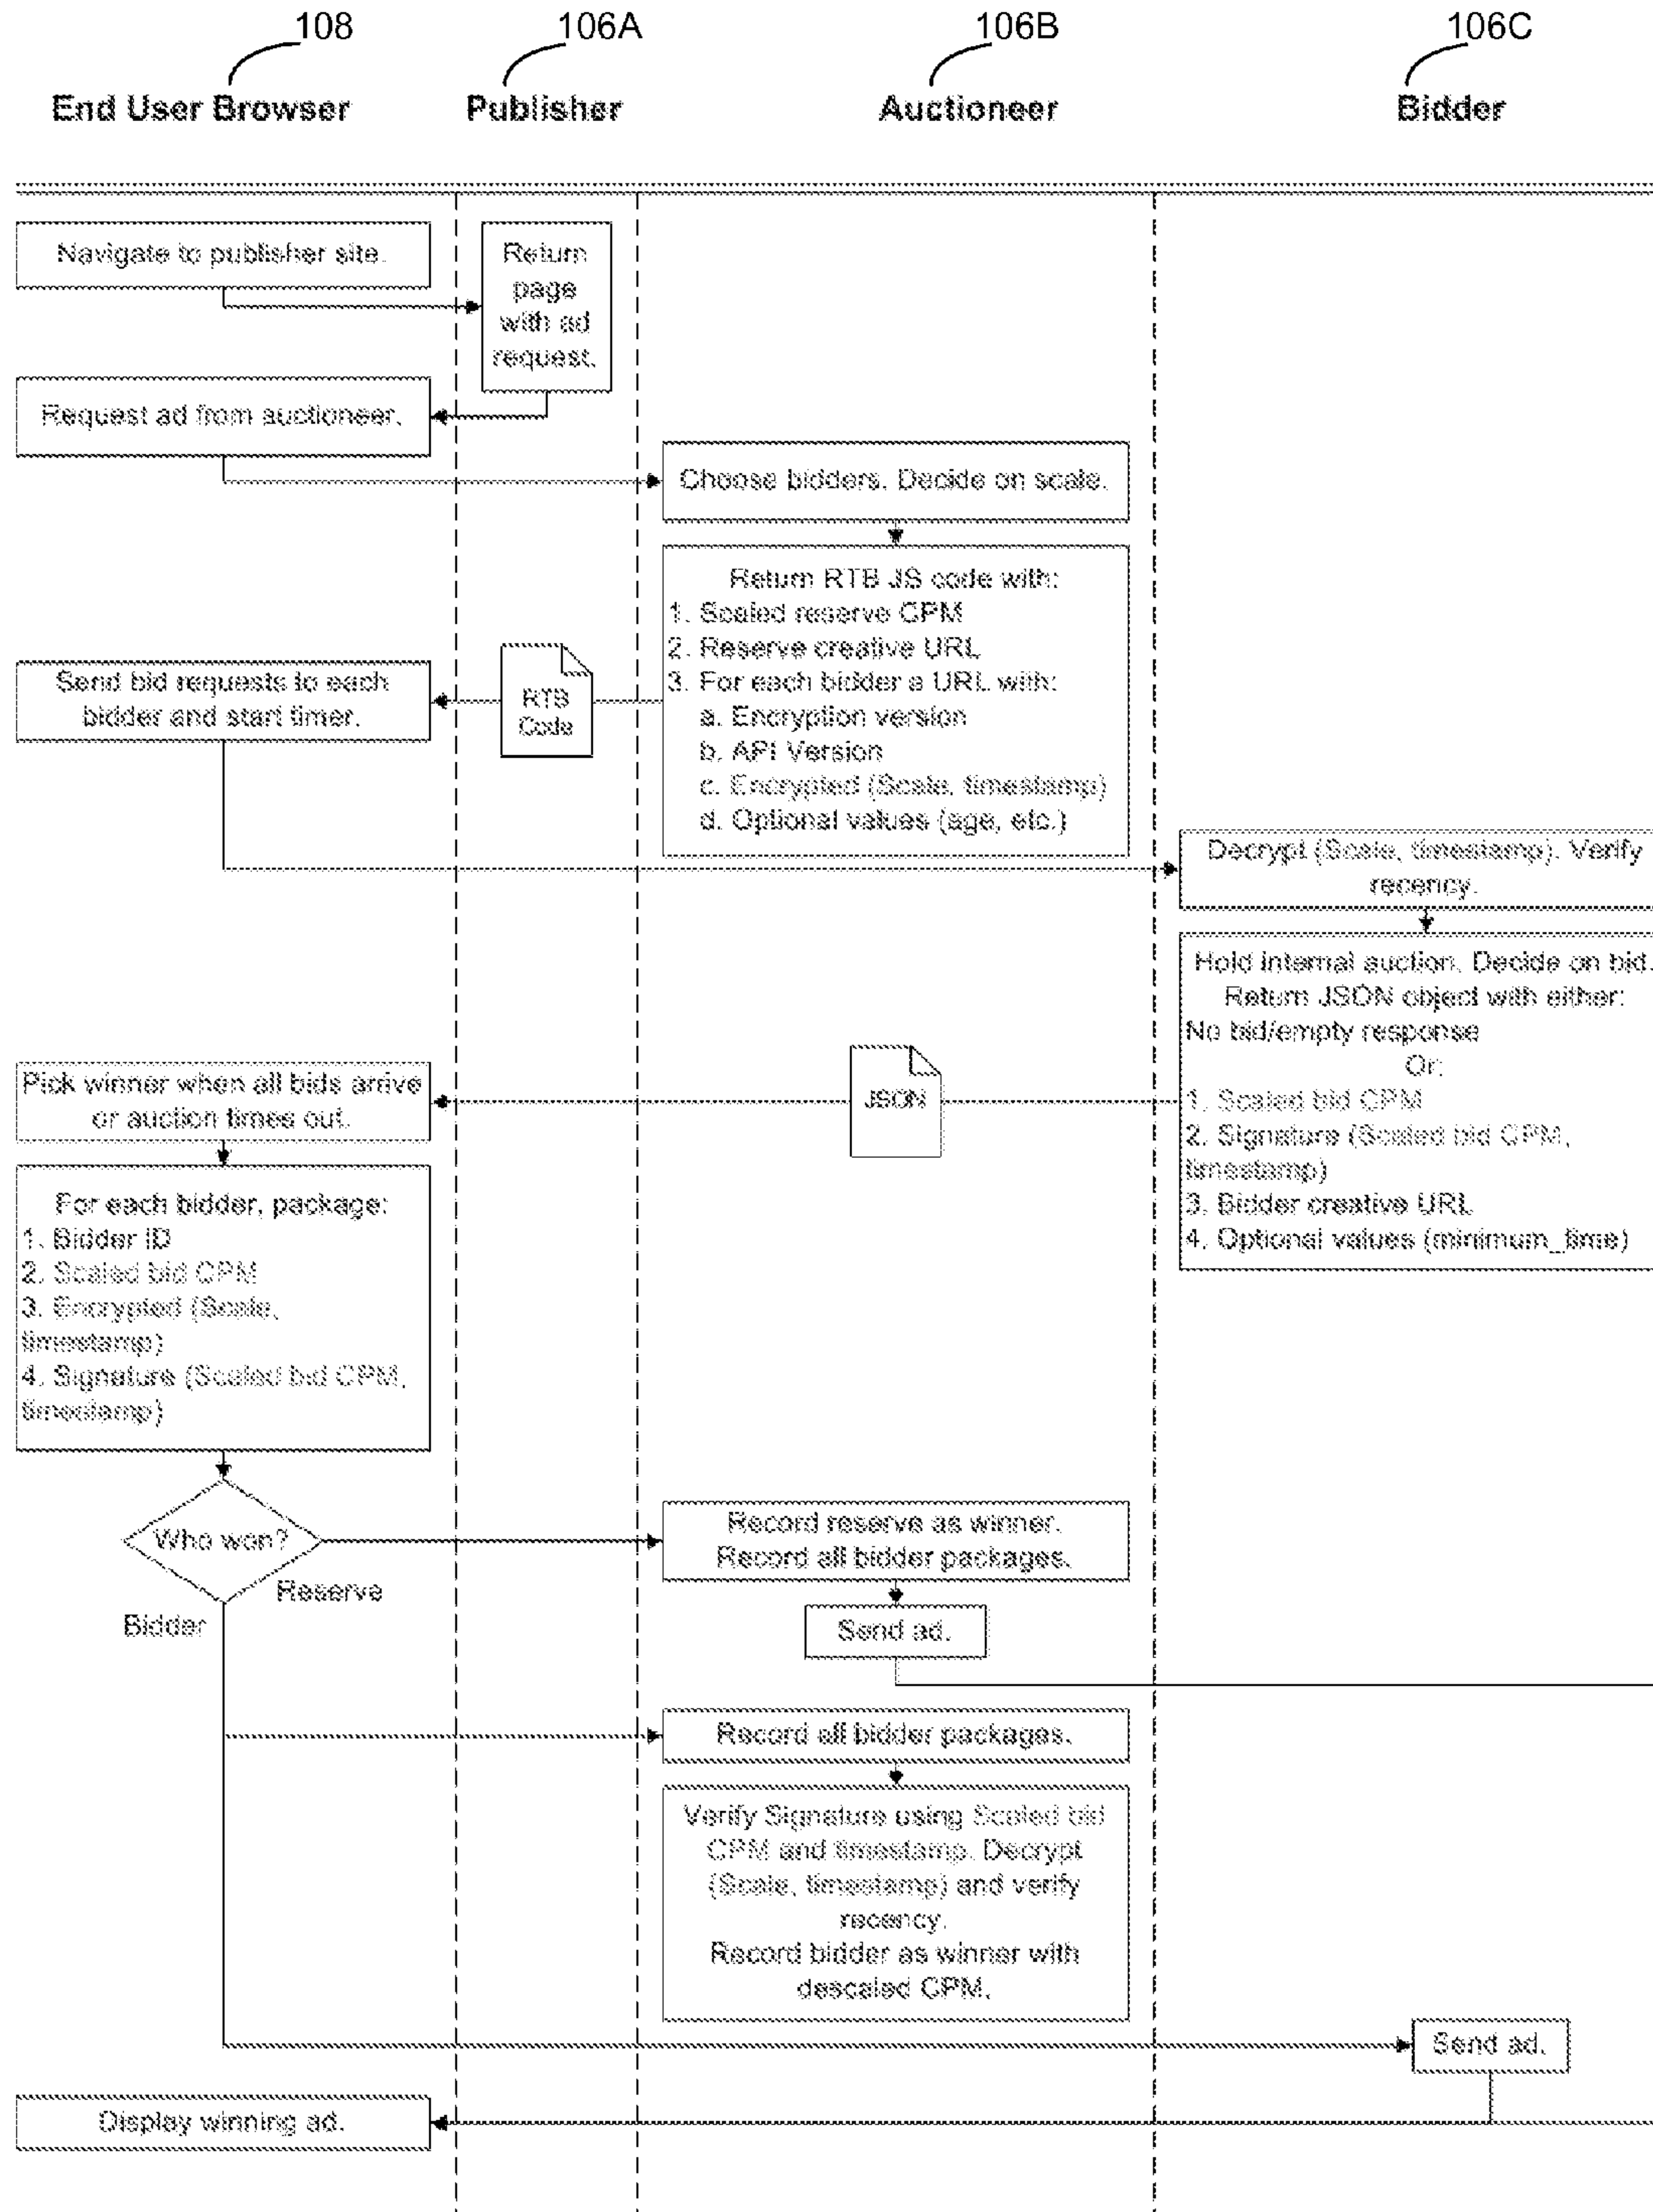 108
106A
106B
106C
End User Browser
Publisher
Auctioneer
Bidder
Navigate to publisher site.
Return
page
with ad
request.
Request ad from auctioneer.
Choose bidders. Decide on scale.
Return RTB JS code with:
1. Scaled reserve CPM
2. Reserve creative URL
3. For each bidder a URL with:
a. Encryption version
b. API Version
c. Encrypted (Scale, timestamp)
d. Optional values (age, etc.)
RTB
Code
Send bid requests to each
bidder and start timer.
Decrypt (Scale, timestamp). Verify
recency.
Hold internal auction. Decide on bid.
Return JSON object with either:
No bid/empty response
Or:
1. Scaled bid CPM
2. Signature (Scaled bid CPM,
timestamp)
3. Bidder creative URL
4. Optional values (minimum_time)
JSON
Pick winner when all bids arrive
or auction times out.
For each bidder, package:
1. Bidder ID
2. Scaled bid CPM
3. Encrypted (Scale,
timestamp)
4. Signature (Scaled bid CPM,
timestamp)
Who won?
Reserve
Bidder
Record reserve as winner.
Record all bidder packages.
Send ad.
Record all bidder packages.
Verify Signature using Scaled bid
CPM and timestamp. Decrypt
(Scale, timestamp) and verify
recency.
Record bidder as winner with
descaled CPM.
Send ad.
Display winning ad.